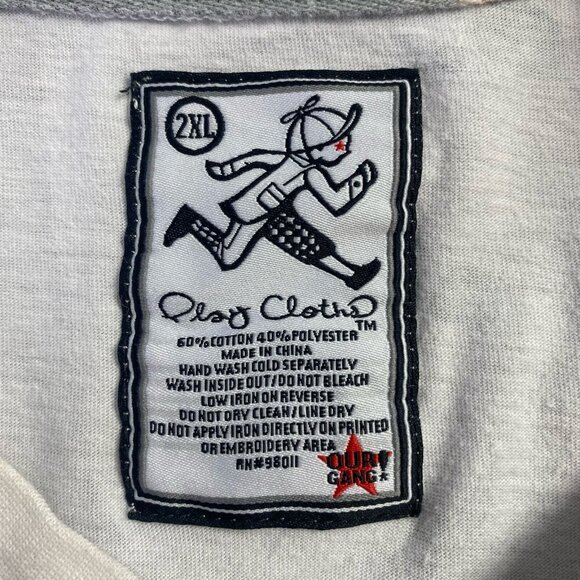 2XL
Play Cloths TM
60% COTTON 40% POLYESTER
MADE IN CHINA
HAND WASH COLD SEPARATELY
WASH INSIDE OUT/DO NOT BLEACH
LOW IRON ON REVERSE
DO NOT DRY CLEAN/LINE DRY
DO NOT APPLY IRON DIRECTLY ON PRINTED
OR EMBROIDERY AREA
RN#98011
OUR
GANG!